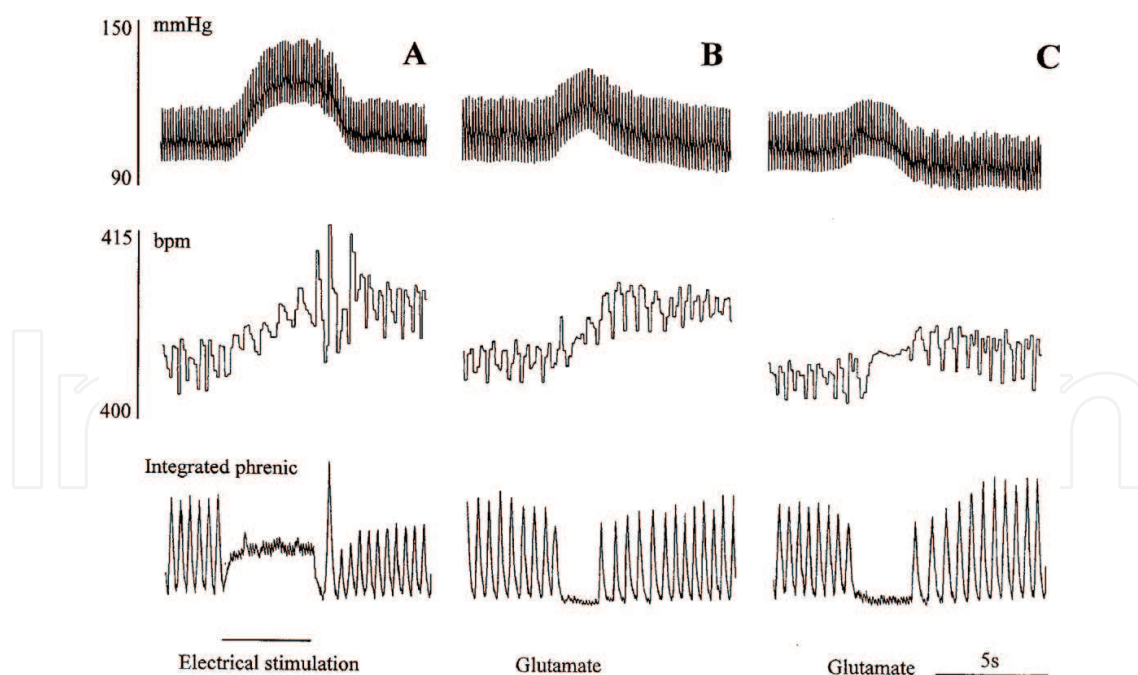 150
mmHg
A
B
C
90
415
bpm
400
Integrated phrenic
Electrical stimulation
Glutamate
Glutamate
5s